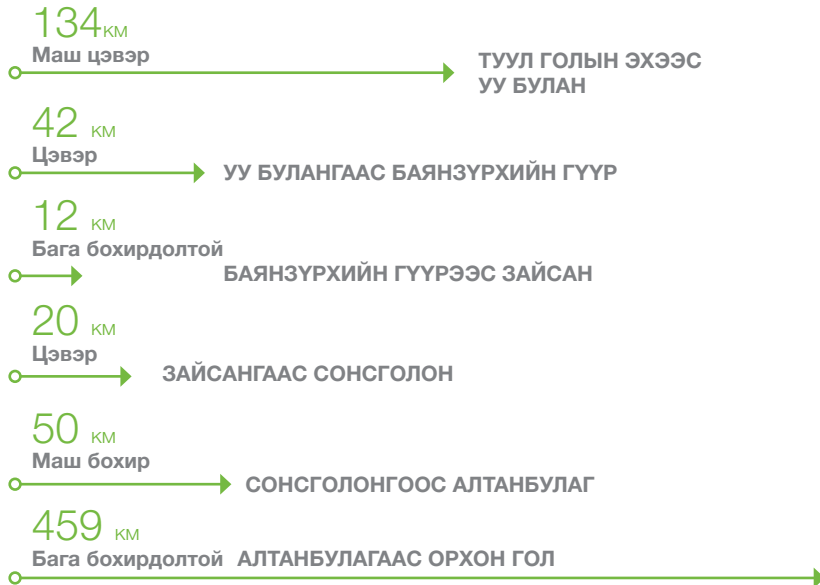 134км
Маш цэвэр
ТУУЛ ГОЛЫН ЭХЭЭС
УУ БУЛАН
42 км
Цэвэр
УУ БУЛАНГААС БАЯНЗҮРХИЙН ГҮҮР
12 км
Бага бохирдолтой
БАЯНЗҮРХИЙН ГҮҮРЭЭС ЗАЙСАН
20 км
Цэвэр
ЗАЙСАНГААС СОНСГОЛОН
50 км
Маш бохир
СОНСГОЛОНГООС АЛТАНБУЛАГ
459 км
Бага бохирдолтой АЛТАНБУЛАГААС ОРХОН ГОЛ